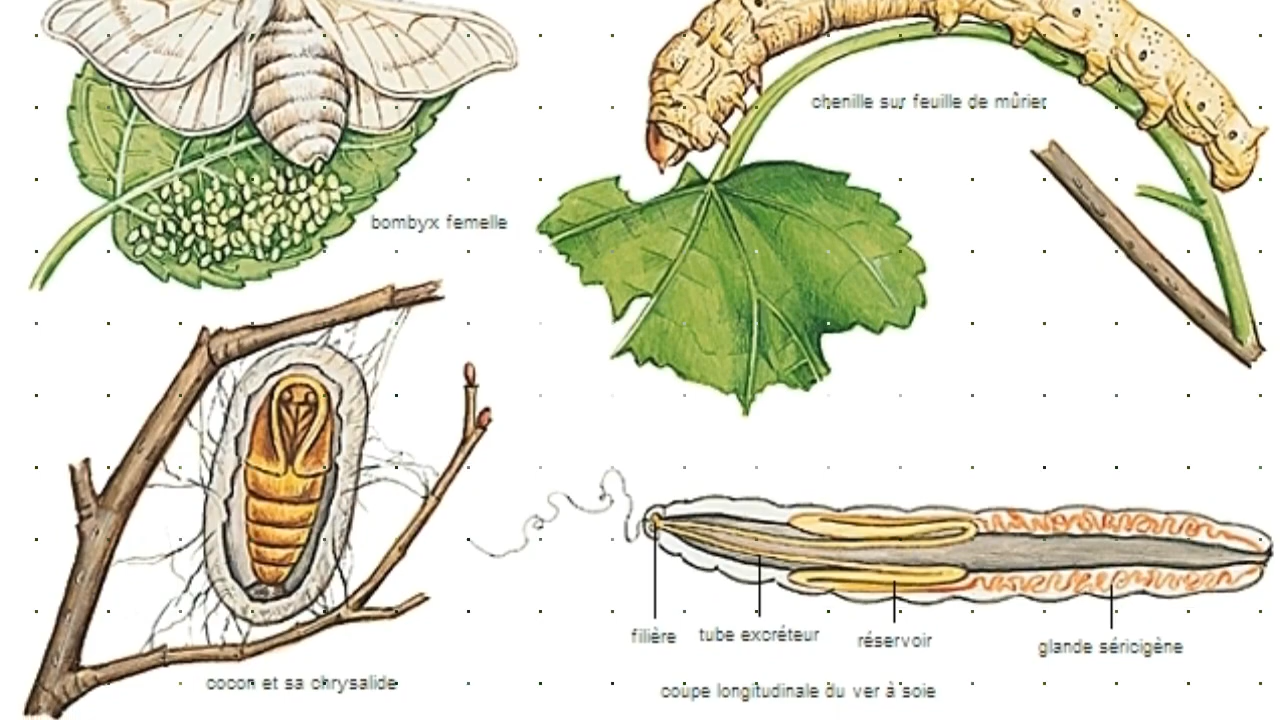 chenille sur feuille de mûrier
bombyx femelle
filière
tube excréteur
réservoir
glande séricigène
cocon et sa chrysalide
coupe longitudinale du ver à soie